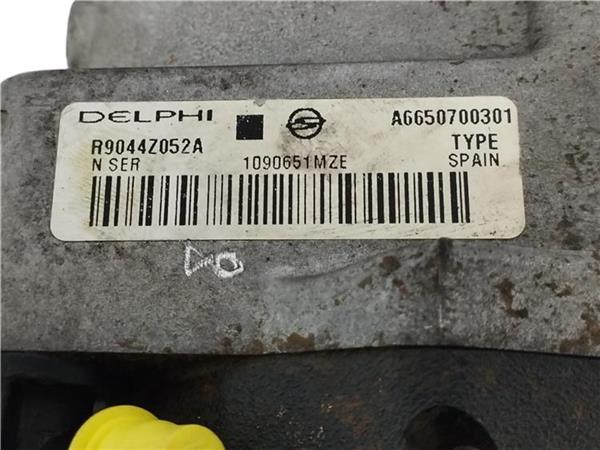 DELPHI A6650700301
R9044Z052A TYPE
N SER 1090651MZE SPAIN